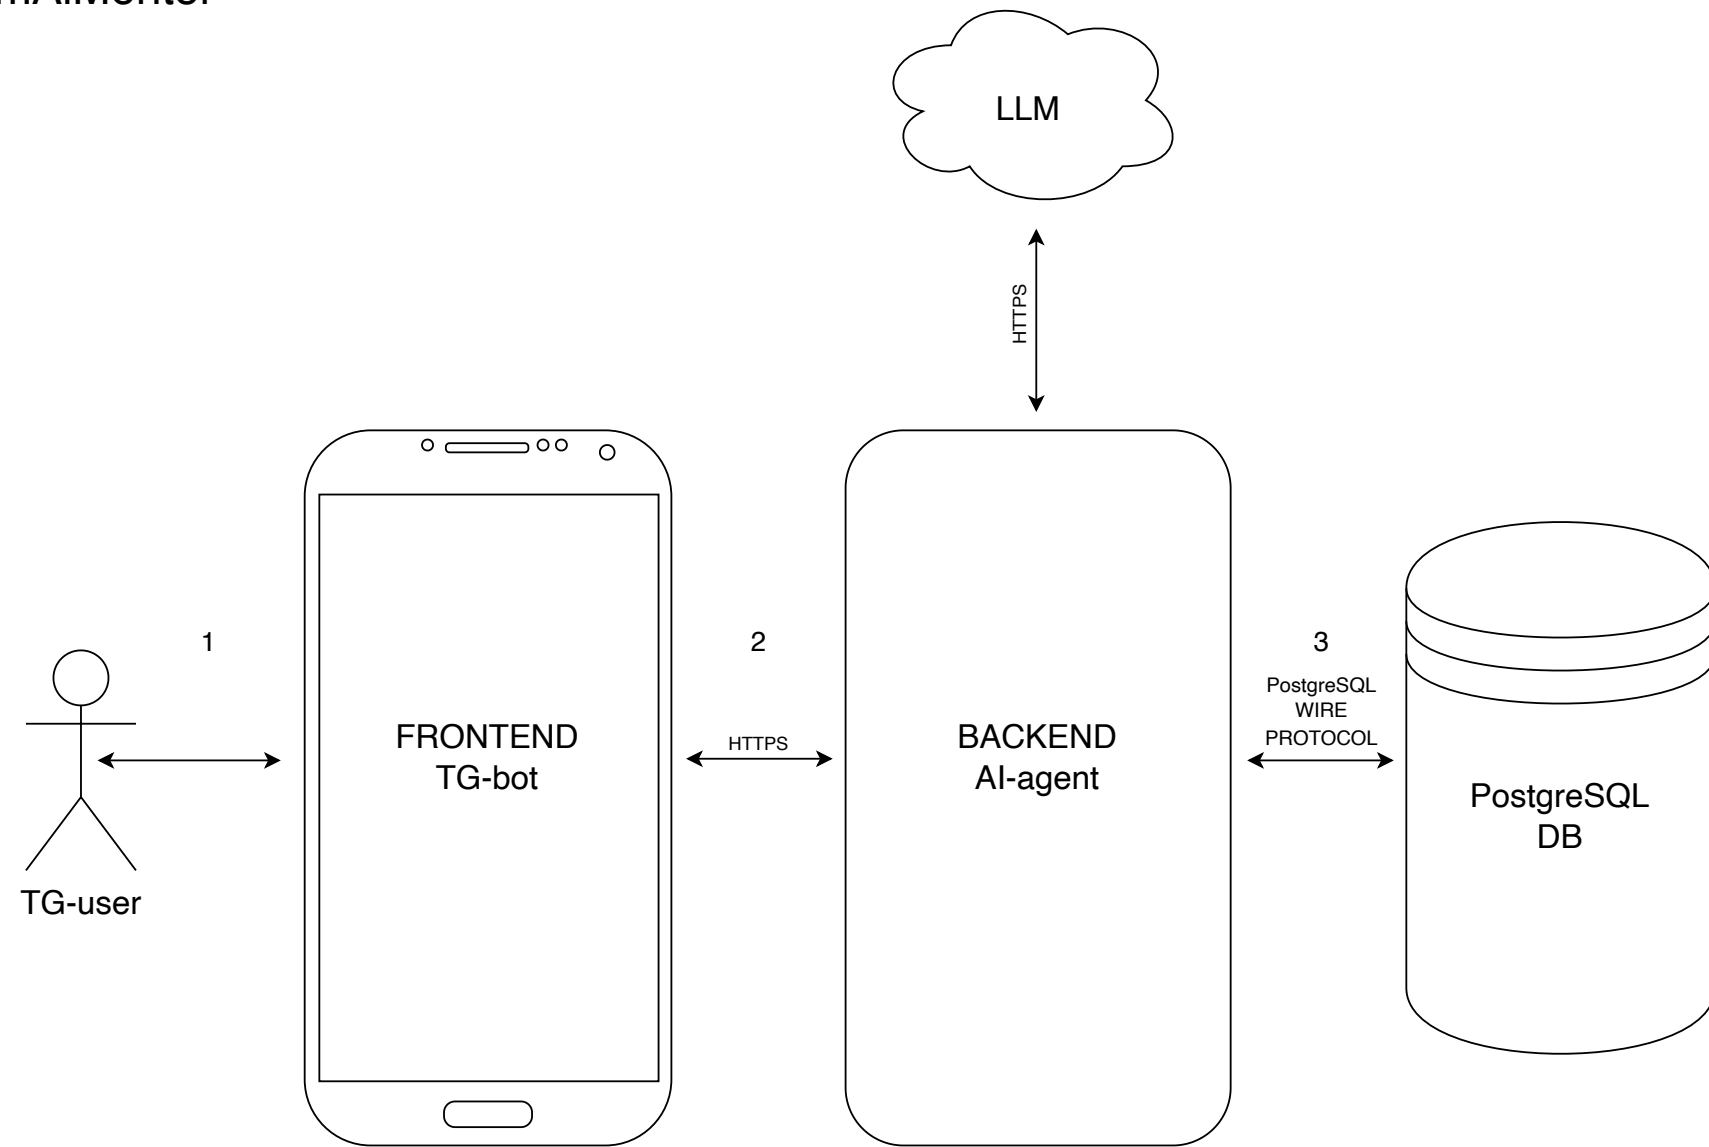 LLM
HTTPS
1
2
3
PostgreSQL
WIRE
PROTOCOL
FRONTEND
TG-bot
HTTPS
BACKEND
AI-agent
PostgreSQL
DB
TG-user